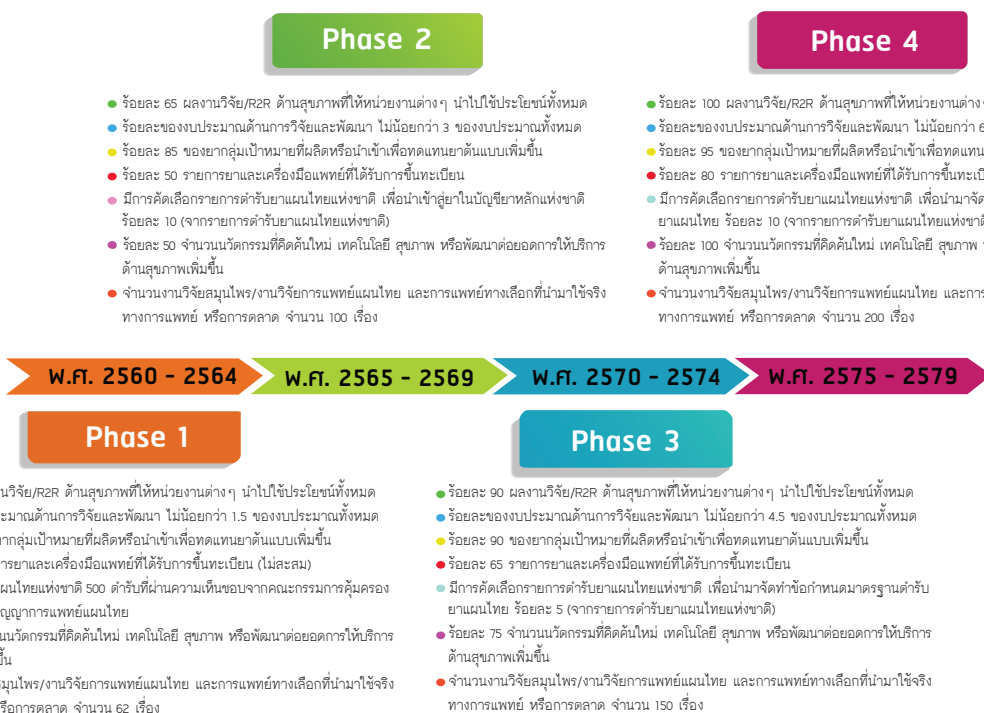 Phase 2
ร้อยละ 65 ผลงานวิจัย/R2R ด้านสุขภาพที่ให้หน่วยงานต่างๆ นำไปใช้ประโยชน์ทั้งหมด
ร้อยละของงบประมาณด้านการวิจัยและพัฒนา ไม่น้อยกว่า 3 ของงบประมาณทั้งหมด
ร้อยละ 85 ของยากลุ่มเป้าหมายที่ผลิตหรือนำเข้าเพื่อทดแทนยาต้นแบบเพิ่มขึ้น
ร้อยละ 50 รายการยาและเครื่องมือแพทย์ที่ได้รับการขึ้นทะเบียน
มีการคัดเลือกรายการตำรับยาแผนไทยแห่งชาติ เพื่อนำเข้าสู่ยาในบัญชียาหลักแห่งชาติ
ร้อยละ 10 (จากรายการตำรับยาแผนไทยแห่งชาติ)
ร้อยละ 50 จำนวนนวัตกรรมที่คิดค้นใหม่ เทคโนโลยี สุขภาพ หรือพัฒนาต่อยอดการให้บริการ
ด้านสุขภาพเพิ่มขึ้น
จำนวนงานวิจัยสมุนไพร/งานวิจัยการแพทย์แผนไทย และการแพทย์ทางเลือกที่นำมาใช้จริง
ทางการแพทย์ หรือการตลาด จำนวน 100 เรื่อง
Phase 4
ร้อยละ 100 ผลงานวิจัย/R2R ด้านสุขภาพที่ให้หน่วยงานต่าง
ร้อยละของงบประมาณด้านการวิจัยและพัฒนา ไม่น้อยกว่า 6
ร้อยละ 95 ของยากลุ่มเป้าหมายที่ผลิตหรือนำเข้าเพื่อทดแทน
ร้อยละ 80 รายการยาและเครื่องมือแพทย์ที่ได้รับการขึ้นทะเบี
มีการคัดเลือกรายการตำรับยาแผนไทยแห่งชาติ เพื่อนำมาจัด
ยาแผนไทย ร้อยละ 10 (จากรายการตำรับยาแผนไทยแห่งชาติ
ร้อยละ 100 จำนวนนวัตกรรมที่คิดค้นใหม่ เทคโนโลยี สุขภาพ
ด้านสุขภาพเพิ่มขึ้น
จำนวนงานวิจัยสมุนไพร/งานวิจัยการแพทย์แผนไทย และการ
ทางการแพทย์ หรือการตลาด จำนวน 200 เรื่อง
พ.ศ. 2560 - 2564
พ.ศ. 2565 - 2569
พ.ศ. 2570 - 2574
พ.ศ. 2575 - 2579
Phase 1
นวิจัย/R2R ด้านสุขภาพที่ให้หน่วยงานต่างๆ นำไปใช้ประโยชน์ทั้งหมด
ะมาณด้านการวิจัยและพัฒนา ไม่น้อยกว่า 1.5 ของงบประมาณทั้งหมด
ากลุ่มเป้าหมายที่ผลิตหรือนำเข้าเพื่อทดแทนยาต้นแบบเพิ่มขึ้น
ารยาและเครื่องมือแพทย์ที่ได้รับการขึ้นทะเบียน (ไม่สะสม)
ผนไทยแห่งชาติ 500 ตำรับที่ผ่านความเห็นชอบจากคณะกรรมการคุ้มครอง
ญญาการแพทย์แผนไทย
นนวัตกรรมที่คิดค้นใหม่ เทคโนโลยี สุขภาพ หรือพัฒนาต่อยอดการให้บริการ
ขึ้น
สมุนไพร/งานวิจัยการแพทย์แผนไทย และการแพทย์ทางเลือกที่นำมาใช้จริง
รือการตลาด จำนวน 62 เรื่อง
Phase 3
ร้อยละ 90 ผลงานวิจัย/R2R ด้านสุขภาพที่ให้หน่วยงานต่างๆ นำไปใช้ประโยชน์ทั้งหมด
ร้อยละของงบประมาณด้านการวิจัยและพัฒนา ไม่น้อยกว่า 4.5 ของงบประมาณทั้งหมด
ร้อยละ 90 ของยากลุ่มเป้าหมายที่ผลิตหรือนำเข้าเพื่อทดแทนยาต้นแบบเพิ่มขึ้น
ร้อยละ 65 รายการยาและเครื่องมือแพทย์ที่ได้รับการขึ้นทะเบียน
มีการคัดเลือกรายการตำรับยาแผนไทยแห่งชาติ เพื่อนำมาจัดทำข้อกำหนดมาตรฐานตำรับ
ยาแผนไทย ร้อยละ 5 (จากรายการตำรับยาแผนไทยแห่งชาติ)
ร้อยละ 75 จำนวนนวัตกรรมที่คิดค้นใหม่ เทคโนโลยี สุขภาพ หรือพัฒนาต่อยอดการให้บริการ
ด้านสุขภาพเพิ่มขึ้น
จำนวนงานวิจัยสมุนไพร/งานวิจัยการแพทย์แผนไทย และการแพทย์ทางเลือกที่นำมาใช้จริง
ทางการแพทย์ หรือการตลาด จำนวน 150 เรื่อง